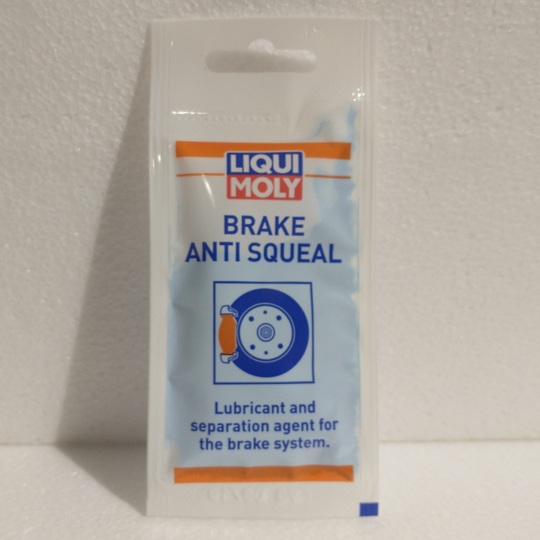 LIQUI
MOLY
BRAKE
ANTI SQUEAL
Lubricant and
separation agent for
the brake system.